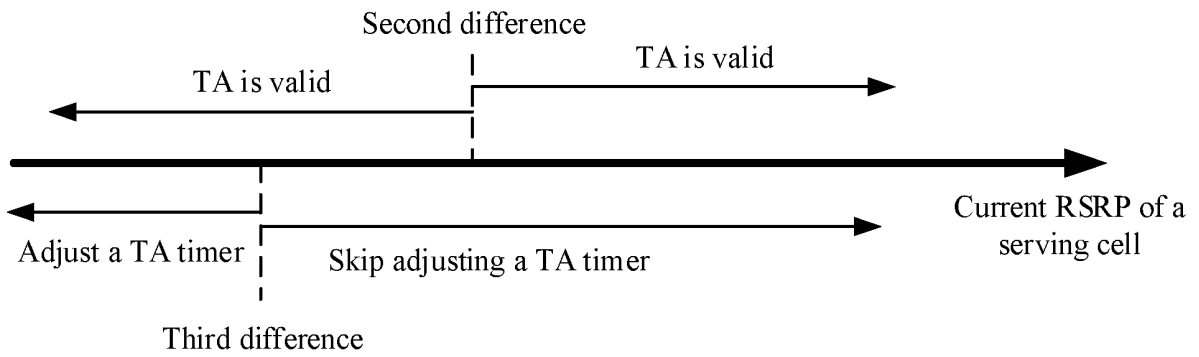 Second difference
TA is valid
TA is valid
Current RSRP of a
serving cell
Adjust a TA timer
Skip adjusting a TA timer
Third difference